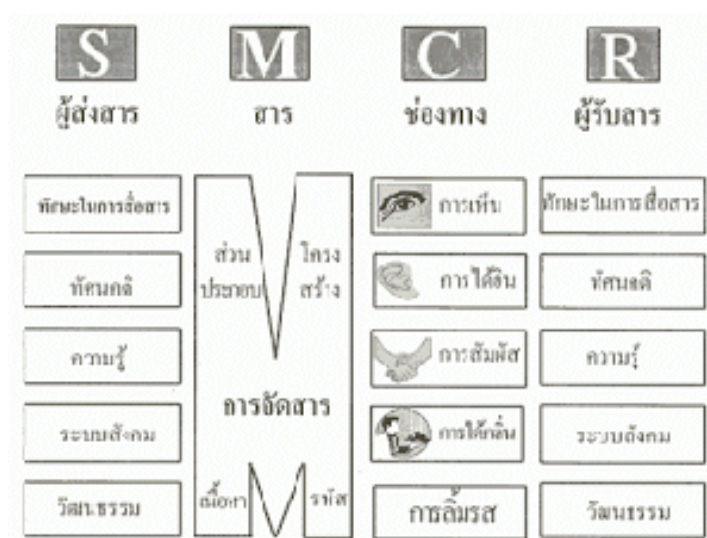 S M C R
ผู้ส่งสาร สาร ช่องทาง ผู้รับสาร
ทักษะในการสื่อสาร
ทัศนคติ
ความรู้
ระบบสังคม
วัฒนธรรม
ส่วน
ประกอบ
โครง
สร้าง
การจัดสาร
เนื้อหา
รหัส
การเห็น
การได้ยิน
การสัมผัส
การได้กลิ่น
การลิ้มรส
ทักษะในการสื่อสาร
ทัศนคติ
ความรู้
ระบบสังคม
วัฒนธรรม